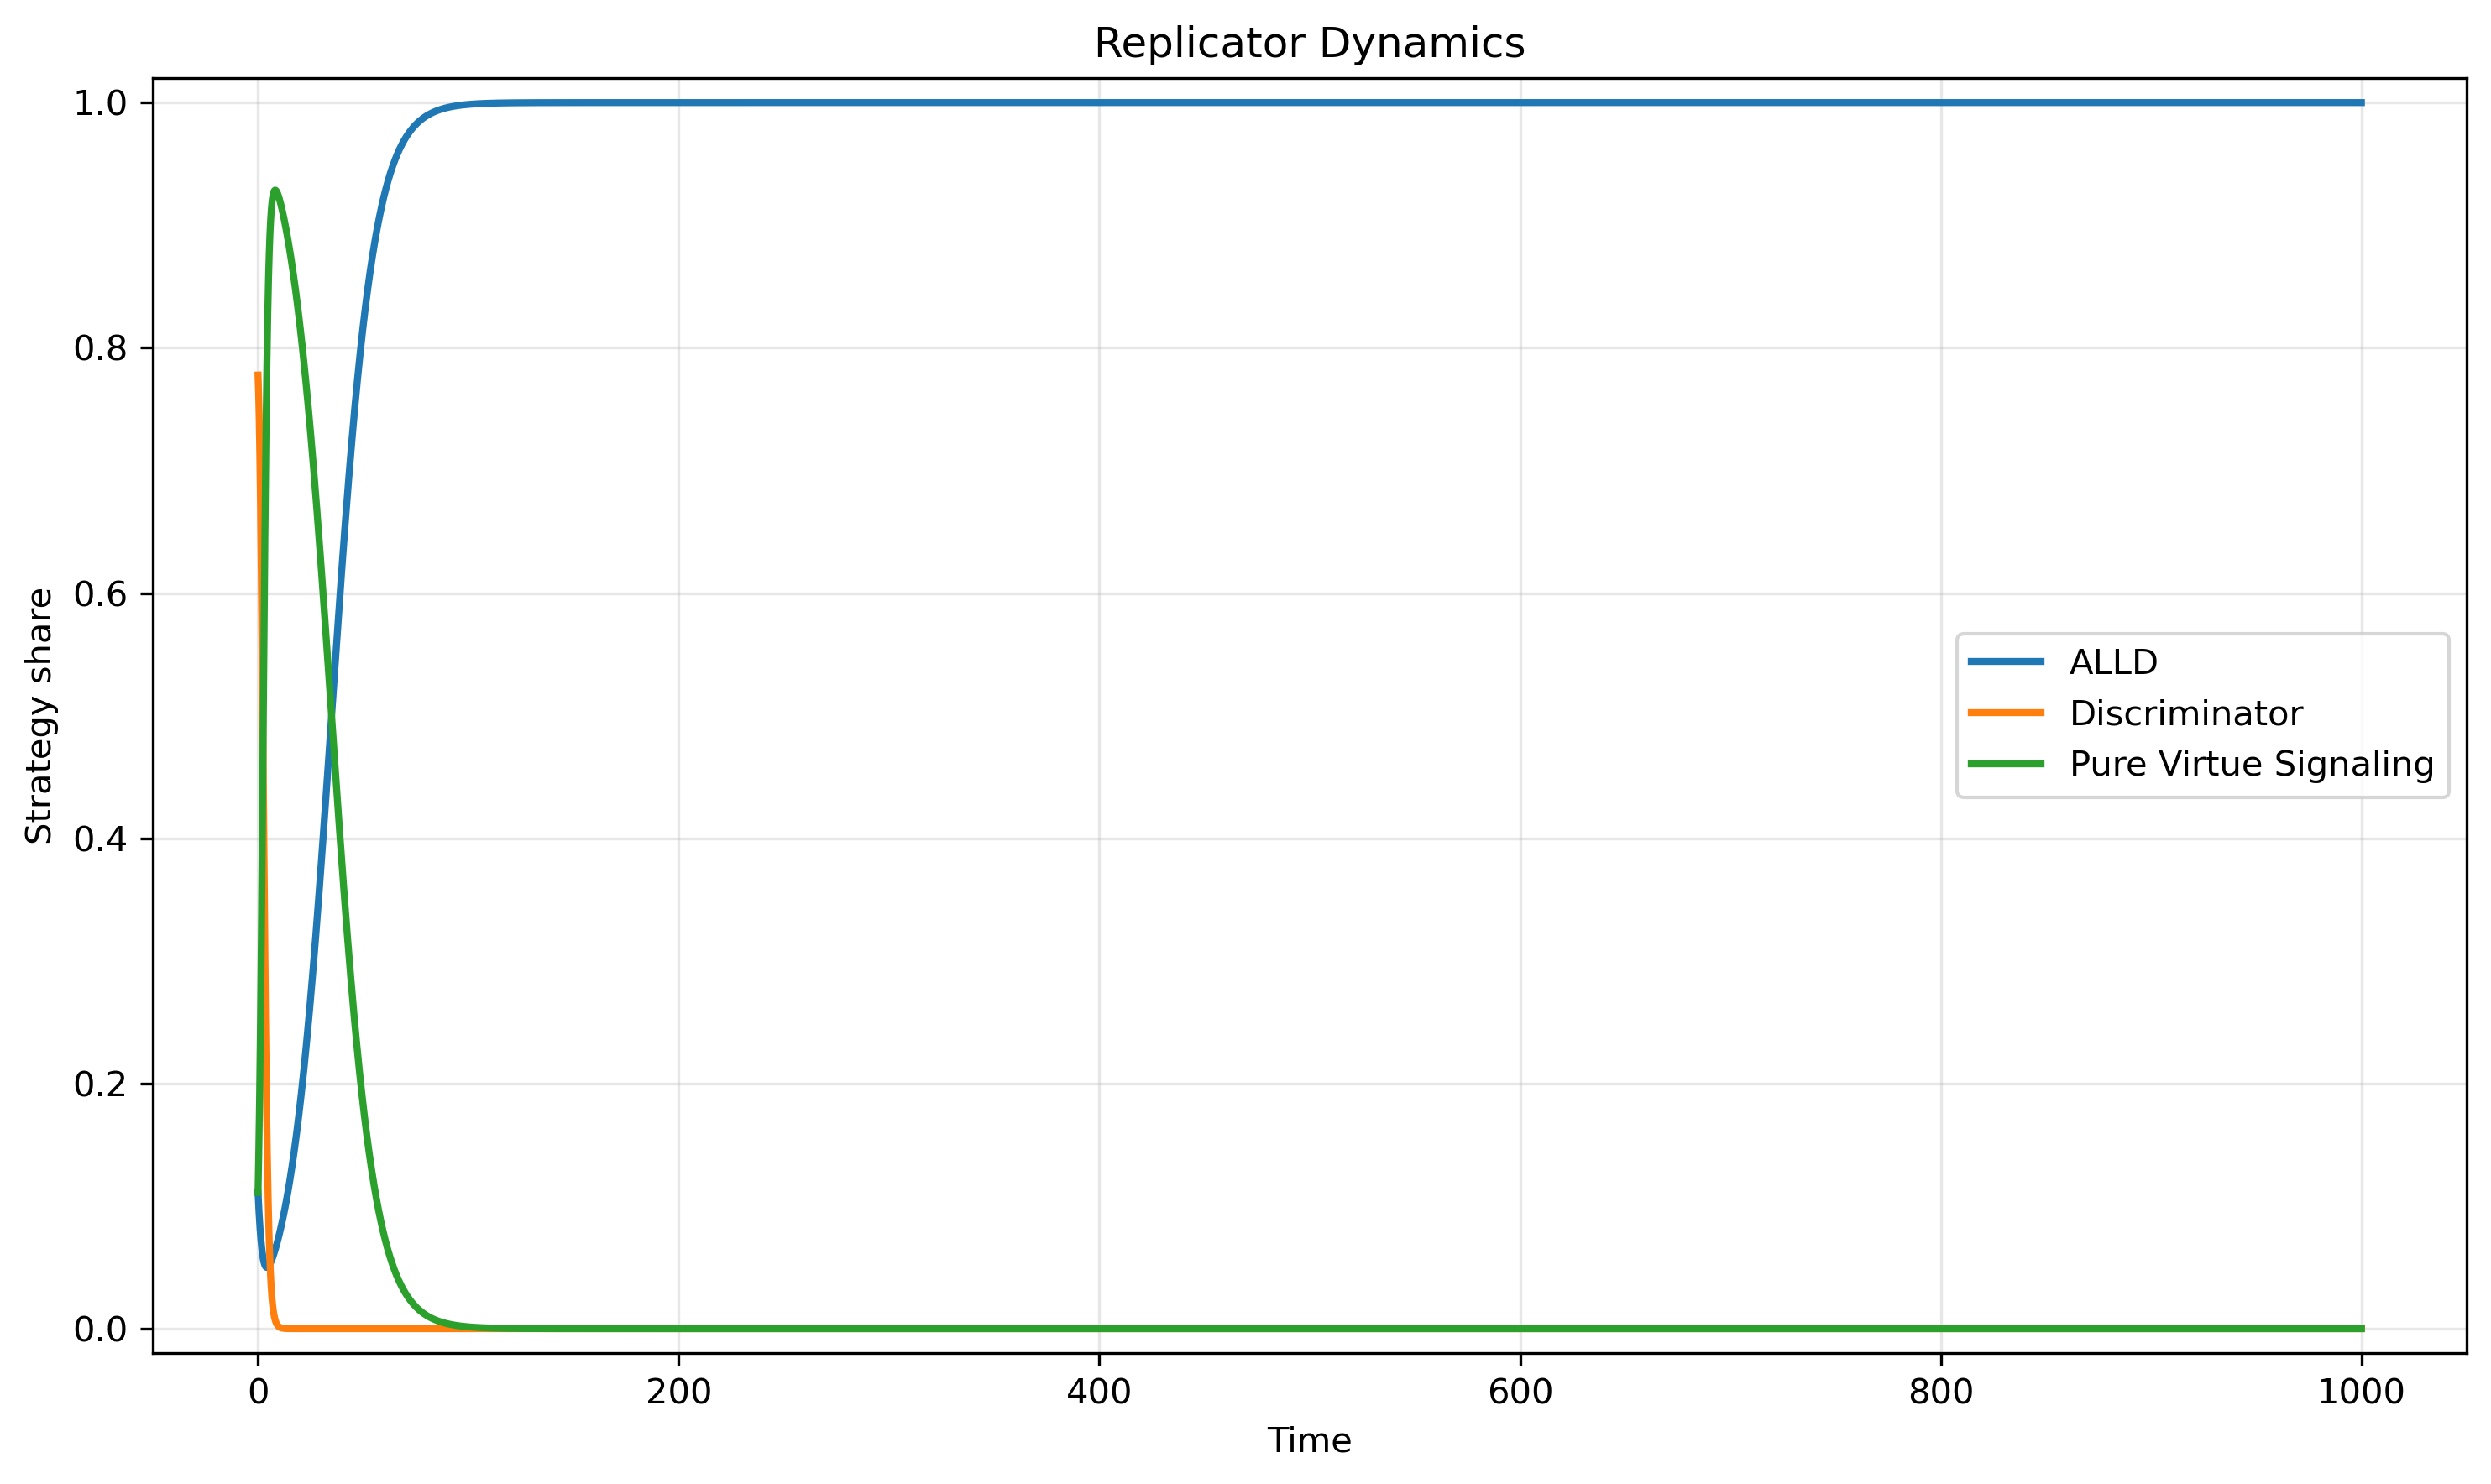 Replicator Dynamics
1.0
0.8
0.6
0.4
0.2
0.0
Strategy share
ALLD
Discriminator
Pure Virtue Signaling
0 200 400 600 800 1000
Time